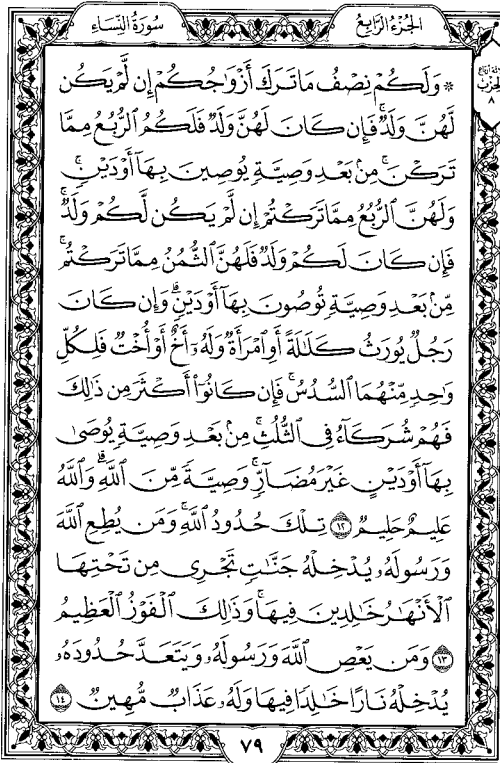 الجزء الرابع
سورة النساء
الحزب
٨
۞ وَلَكُمْ نِصْفُ مَا تَرَكَ أَزْوَٰجُكُمْ إِن لَّمْ يَكُن
لَّهُنَّ وَلَدٌ ۚ فَإِن كَانَ لَهُنَّ وَلَدٌ فَلَكُمُ ٱلرُّبُعُ مِمَّا
تَرَكْنَ ۚ مِنۢ بَعْدِ وَصِيَّةٍ يُوصِينَ بِهَآ أَوْ دَيْنٍ ۚ
وَلَهُنَّ ٱلرُّبُعُ مِمَّا تَرَكْتُمْ إِن لَّمْ يَكُن لَّكُمْ وَلَدٌ ۚ
فَإِن كَانَ لَكُمْ وَلَدٌ فَلَهُنَّ ٱلثُّمُنُ مِمَّا تَرَكْتُم ۚ
مِّنۢ بَعْدِ وَصِيَّةٍ تُوصُونَ بِهَآ أَوْ دَيْنٍ ۗ وَإِن كَانَ
رَجُلٌ يُورَثُ كَلَٰلَةً أَوِ ٱمْرَأَةٌ وَلَهُۥٓ أَخٌ أَوْ أُخْتٌ فَلِكُلِّ
وَٰحِدٍ مِّنْهُمَا ٱلسُّدُسُ ۚ فَإِن كَانُوٓا۟ أَكْثَرَ مِن ذَٰلِكَ
فَهُمْ شُرَكَآءُ فِى ٱلثُّلُثِ ۚ مِنۢ بَعْدِ وَصِيَّةٍ يُوصَىٰ
بِهَآ أَوْ دَيْنٍ غَيْرَ مُضَآرٍّ ۚ وَصِيَّةً مِّنَ ٱللَّهِ ۗ وَٱللَّهُ
عَلِيمٌ حَلِيمٌ ١٢ تِلْكَ حُدُودُ ٱللَّهِ ۚ وَمَن يُطِعِ ٱللَّهَ
وَرَسُولَهُۥ يُدْخِلْهُ جَنَّٰتٍ تَجْرِى مِن تَحْتِهَا
ٱلْأَنْهَٰرُ خَٰلِدِينَ فِيهَا ۚ وَذَٰلِكَ ٱلْفَوْزُ ٱلْعَظِيمُ
١٣ وَمَن يَعْصِ ٱللَّهَ وَرَسُولَهُۥ وَيَتَعَدَّ حُدُودَهُۥ
يُدْخِلْهُ نَارًا خَٰلِدًا فِيهَا وَلَهُۥ عَذَابٌ مُّهِينٌ ١٤
٧٩